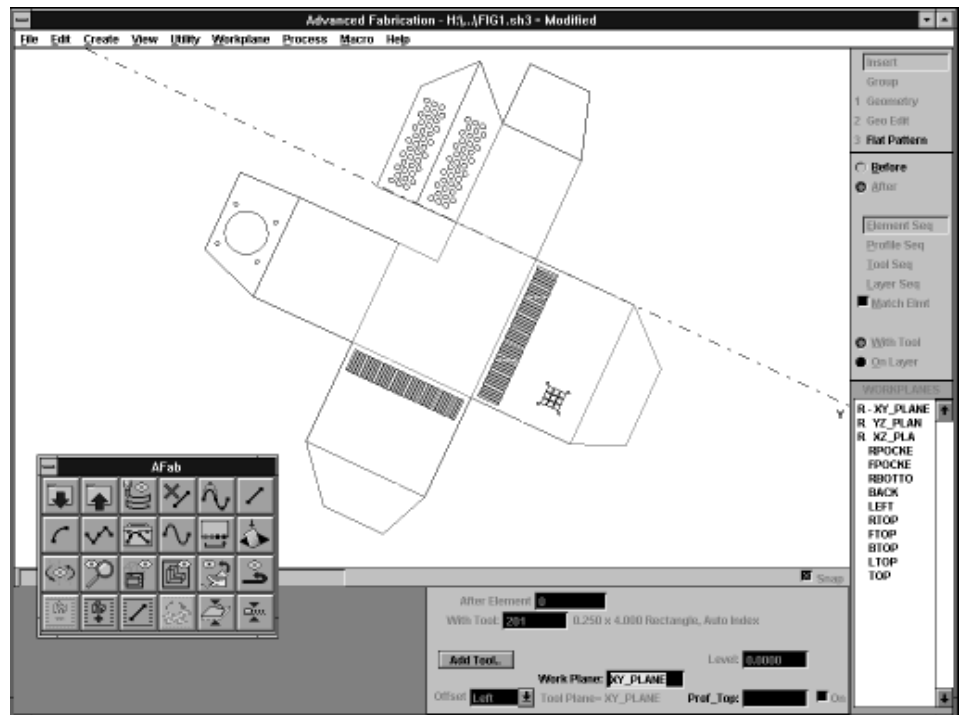 Advanced Fabrication - H:\..\FIG1.sh3 - Modified
File Edit Create View Utility Workplane Process Macro Help
Insert
Group
1 Geometry
2 Geo Edit
3 Flat Pattern
Before
After
Element Seq
Profile Seq
Tool Seq
Layer Seq
Match Elmt
With Tool
On Layer
WORKPLANES
R - XY_PLANE
R YZ_PLAN
R XZ_PLA
RPOCKE
FPOCKE
RBOTTO
BACK
LEFT
RTOP
FTOP
BTOP
LTOP
TOP
Y
AFab
Snap
After Element 0
With Tool: 201 0.250 x 4.000 Rectangle, Auto Index
Add Tool.. Level: 0.0000
Work Plane: XY_PLANE
Offset Left Tool Plane= XY_PLANE Prof_Top: On